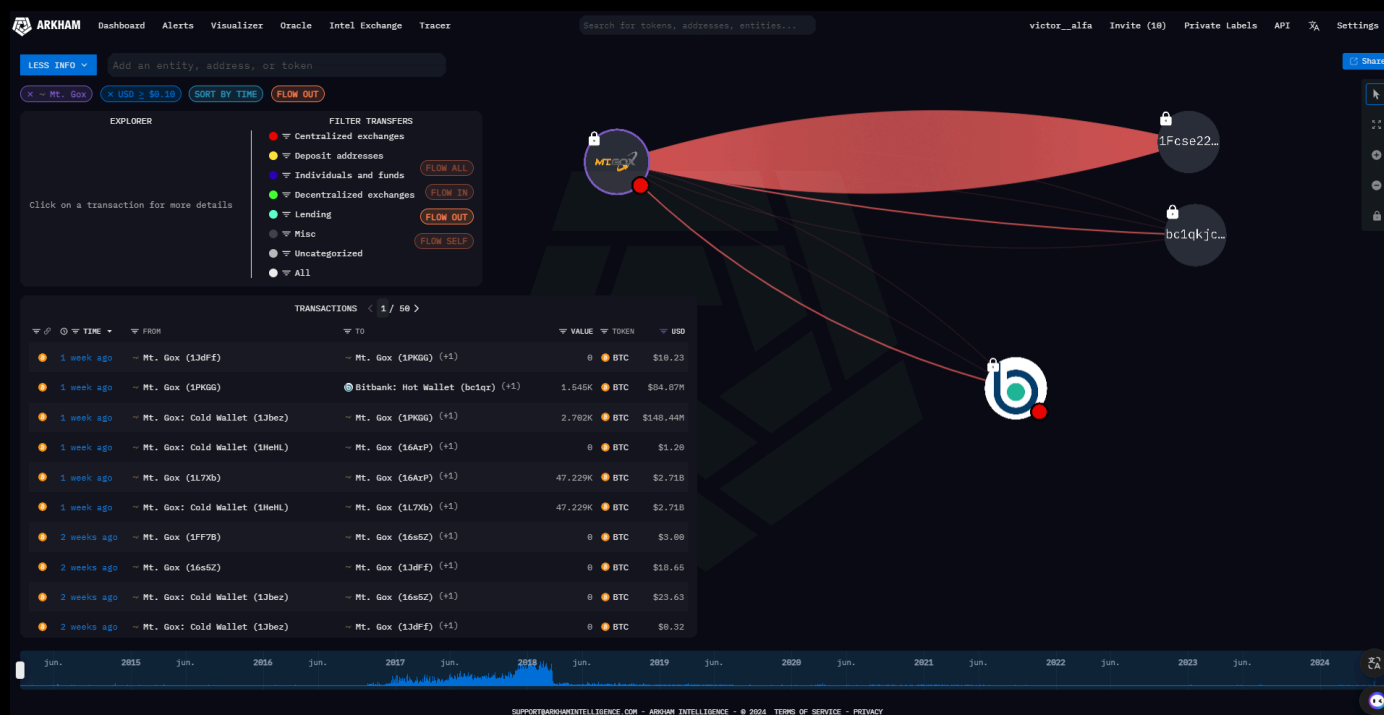 ARKHAM Dashboard Alerts Visualizer Oracle Intel Exchange Tracer Search for tokens, addresses, entities... victor__alfa Invite (10) Private Labels API Settings
LESS INFO Add an entity, address, or token Share
× ~ Mt. Gox × USD ≥ $0.10 SORT BY TIME FLOW OUT
EXPLORER
Click on a transaction for more details
FILTER TRANSFERS
Centralized exchanges
Deposit addresses
Individuals and funds
Decentralized exchanges
Lending
Misc
Uncategorized
All
FLOW ALL
FLOW IN
FLOW OUT
FLOW SELF
MT.GOX
1Fcse22...
bc1qkjc...
TRANSACTIONS 1 / 50
TIME FROM TO VALUE TOKEN USD
1 week ago ~ Mt. Gox (1JdFf) ~ Mt. Gox (1PKGG) (+1) 0 BTC $10.23
1 week ago ~ Mt. Gox (1PKGG) Bitbank: Hot Wallet (bc1qr) (+1) 1.545K BTC $84.87M
1 week ago ~ Mt. Gox: Cold Wallet (1Jbez) ~ Mt. Gox (1PKGG) (+1) 2.702K BTC $148.44M
1 week ago ~ Mt. Gox: Cold Wallet (1HeHL) ~ Mt. Gox (16ArP) (+1) 0 BTC $1.20
1 week ago ~ Mt. Gox (1L7Xb) ~ Mt. Gox (16ArP) (+1) 47.229K BTC $2.71B
1 week ago ~ Mt. Gox: Cold Wallet (1HeHL) ~ Mt. Gox (1L7Xb) (+1) 47.229K BTC $2.71B
2 weeks ago ~ Mt. Gox (1FF7B) ~ Mt. Gox (16s5Z) (+1) 0 BTC $3.00
2 weeks ago ~ Mt. Gox (16s5Z) ~ Mt. Gox (1JdFf) (+1) 0 BTC $18.65
2 weeks ago ~ Mt. Gox: Cold Wallet (1Jbez) ~ Mt. Gox (16s5Z) (+1) 0 BTC $23.63
2 weeks ago ~ Mt. Gox: Cold Wallet (1Jbez) ~ Mt. Gox (1JdFf) (+1) 0 BTC $0.32
jun. 2015 jun. 2016 jun. 2017 jun. 2018 jun. 2019 jun. 2020 jun. 2021 jun. 2022 jun. 2023 jun. 2024
SUPPORT@ARKHAMINTELLIGENCE.COM - ARKHAM INTELLIGENCE - © 2024 TERMS OF SERVICE - PRIVACY